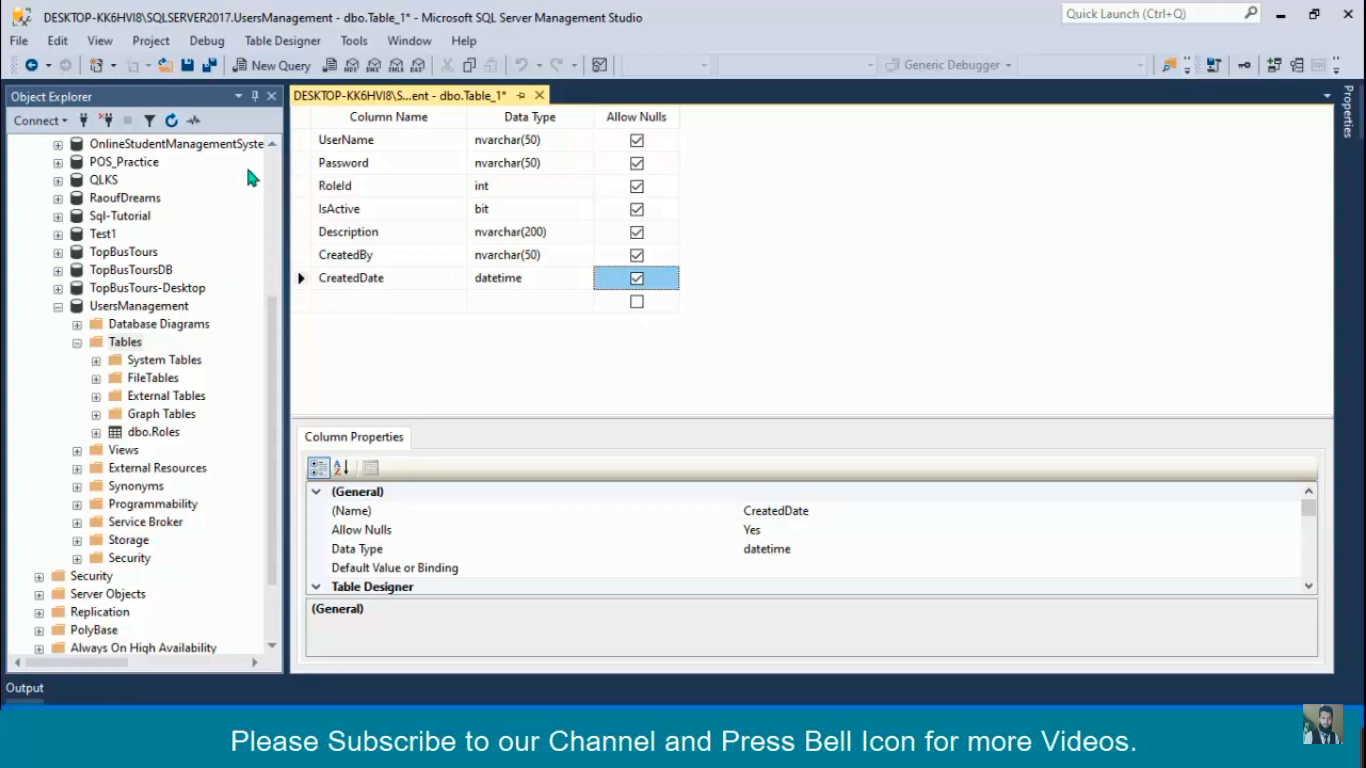 DESKTOP-KK6HVI8\SQLSERVER2017.UsersManagement - dbo.Table_1* - Microsoft SQL Server Management Studio
Quick Launch (Ctrl+Q)
File Edit View Project Debug Table Designer Tools Window Help
New Query
Generic Debugger
Object Explorer
DESKTOP-KK6HVI8\S...ent - dbo.Table_1*
Properties
Connect
OnlineStudentManagementSyste
POS_Practice
QLKS
RaoufDreams
Sql-Tutorial
Test1
TopBusTours
TopBusToursDB
TopBusTours-Desktop
UsersManagement
Database Diagrams
Tables
System Tables
FileTables
External Tables
Graph Tables
dbo.Roles
Views
External Resources
Synonyms
Programmability
Service Broker
Storage
Security
Security
Server Objects
Replication
PolyBase
Always On High Availability
Column Name Data Type Allow Nulls
UserName nvarchar(50)
Password nvarchar(50)
RoleId int
IsActive bit
Description nvarchar(200)
CreatedBy nvarchar(50)
CreatedDate datetime
Column Properties
(General)
(Name) CreatedDate
Allow Nulls Yes
Data Type datetime
Default Value or Binding
Table Designer
(General)
Output
Please Subscribe to our Channel and Press Bell Icon for more Videos.